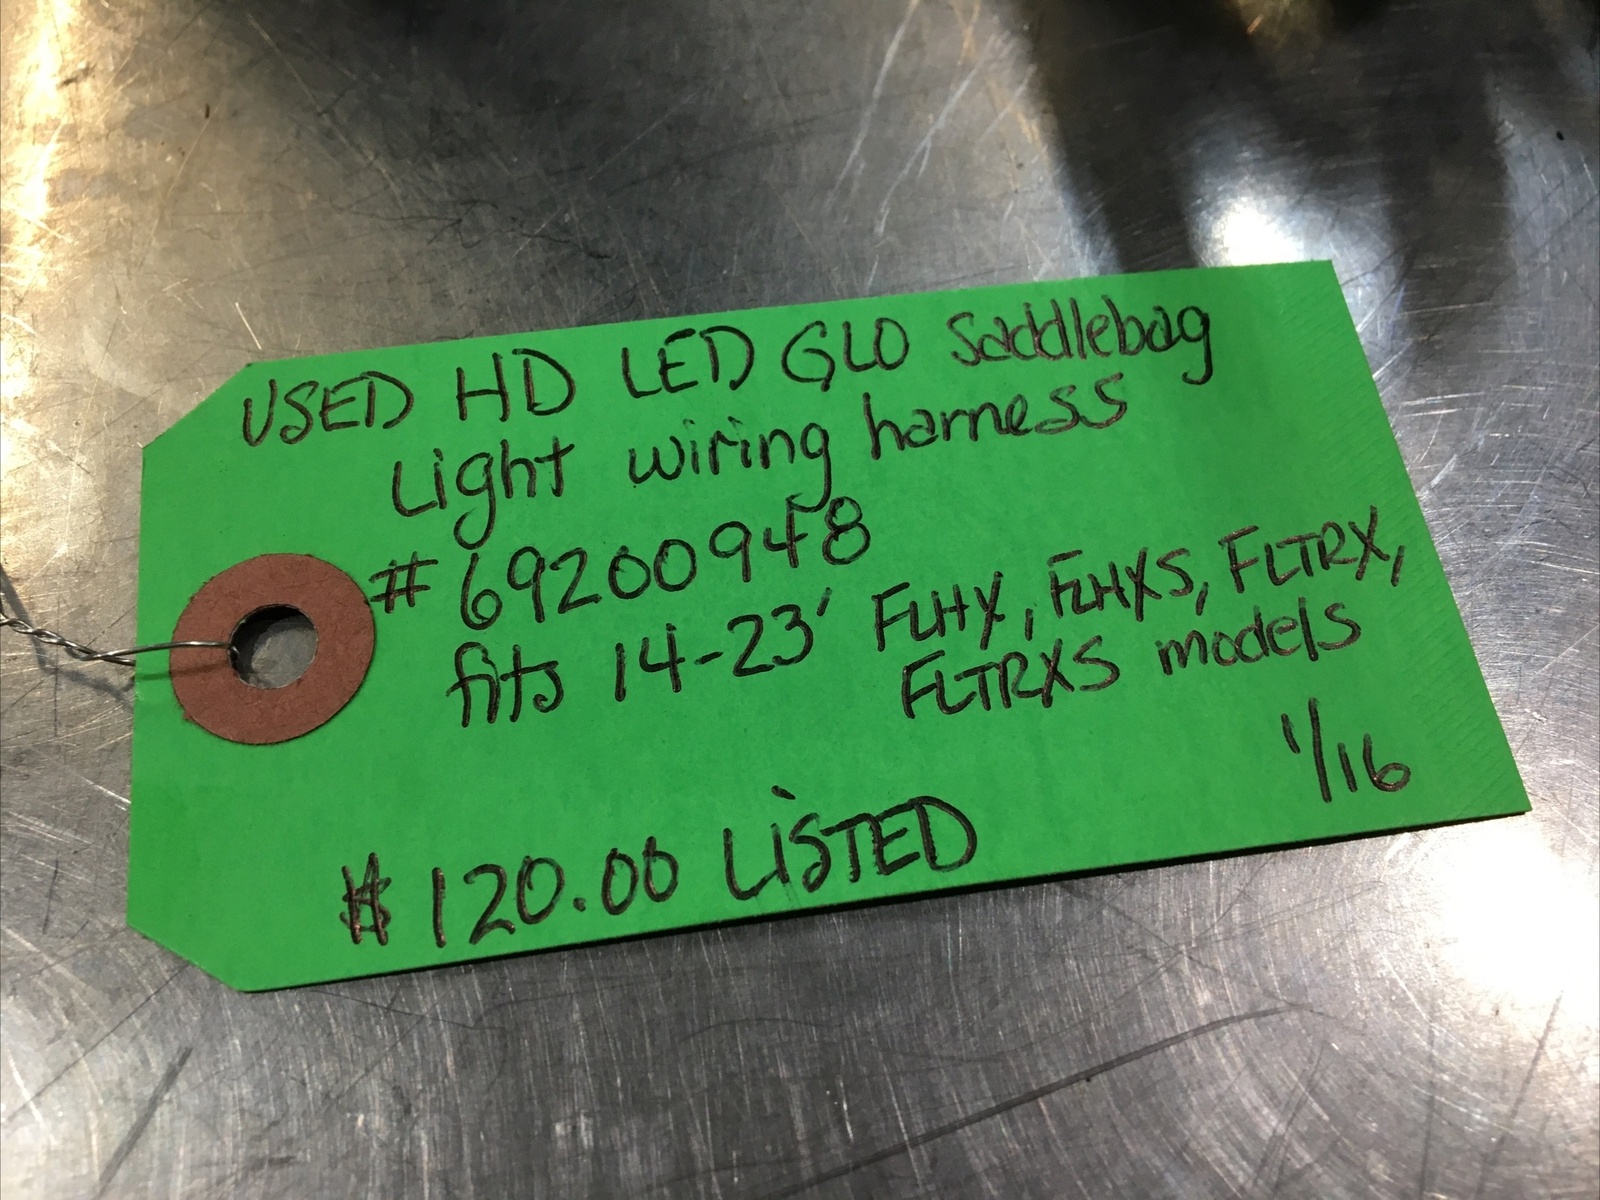 USED HD LED GLO Saddlebag
Light wiring harness
#69200948
fits 14-23' FLHX, FLHXS, FLTRX,
FLTRXS models
1/16
$120.00 LISTED